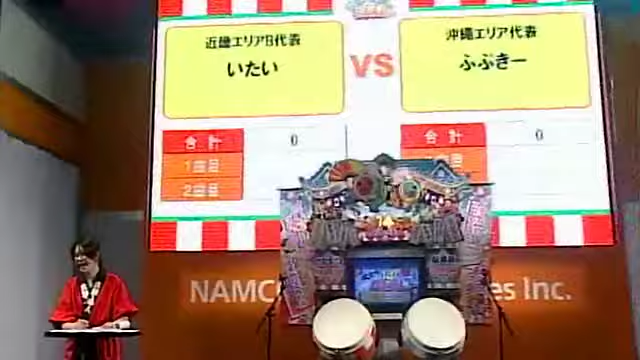 近畿エリアB代表
いたい
VS
沖縄エリア代表
ふぶきー
合計
0
1曲目
2曲目
合計
0
曲目
NAMC
es Inc.